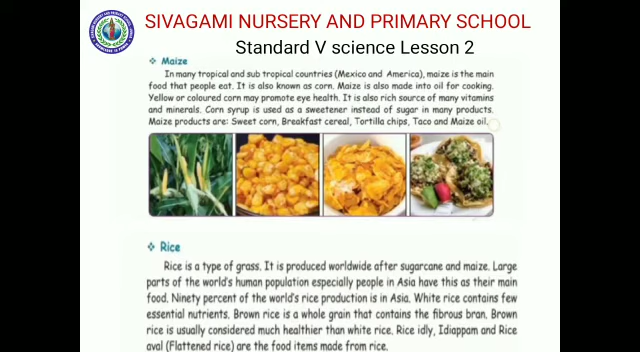 SIVAGAMI NURSERY AND PRIMARY SCHOOL
Standard V science Lesson 2
❖ Maize
In many tropical and sub tropical countries (Mexico and America), maize is the main
food that people eat. It is also known as corn. Maize is also made into oil for cooking.
Yellow or coloured corn may promote eye health. It is also rich source of many vitamins
and minerals. Corn syrup is used as a sweetener instead of sugar in many products.
Maize products are: Sweet corn, Breakfast cereal, Tortilla chips, Taco and Maize oil.
❖ Rice
Rice is a type of grass. It is produced worldwide after sugarcane and maize. Large
parts of the world's human population especially people in Asia have this as their main
food. Ninety percent of the world's rice production is in Asia. White rice contains few
essential nutrients. Brown rice is a whole grain that contains the fibrous bran. Brown
rice is usually considered much healthier than white rice. Rice idly, Idiappam and Rice
aval (Flattened rice) are the food items made from rice.